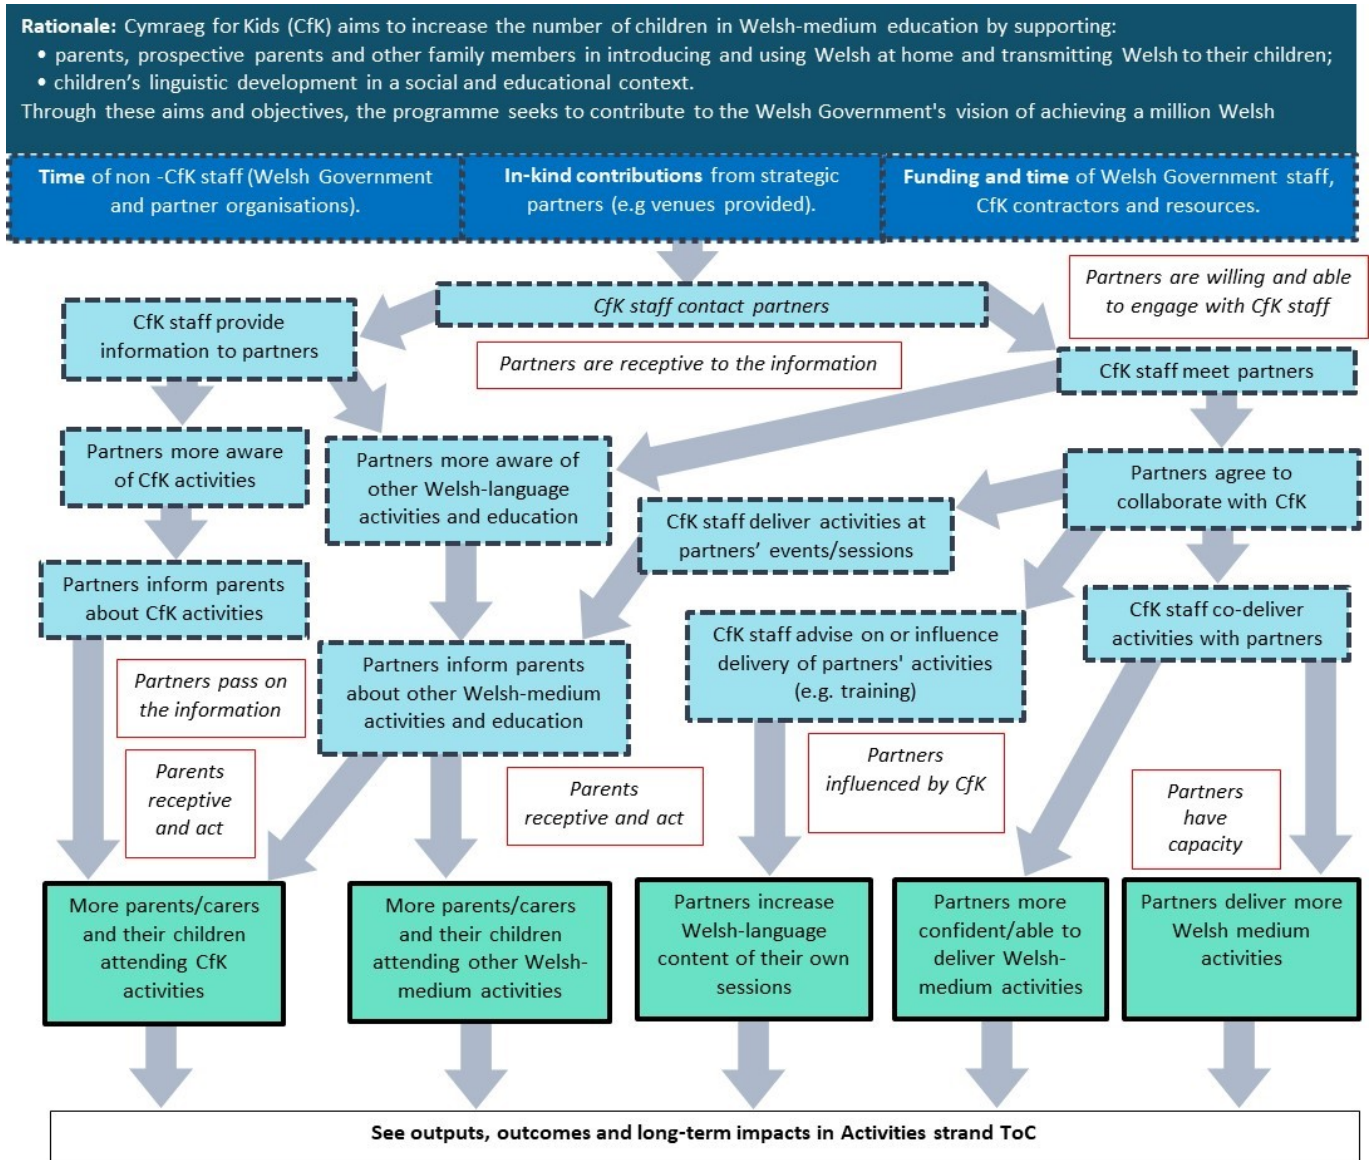 Rationale: Cymraeg for Kids (CfK) aims to increase the number of children in Welsh-medium education by supporting:
• parents, prospective parents and other family members in introducing and using Welsh at home and transmitting Welsh to their children;
• children's linguistic development in a social and educational context.
Through these aims and objectives, the programme seeks to contribute to the Welsh Government's vision of achieving a million Welsh
Time of non -CfK staff (Welsh Government
and partner organisations).
In-kind contributions from strategic
partners (e.g venues provided).
Funding and time of Welsh Government staff,
CfK contractors and resources.
CfK staff contact partners
Partners are willing and able
to engage with CfK staff
CfK staff provide
information to partners
Partners are receptive to the information
CfK staff meet partners
Partners more aware
of CfK activities
Partners more aware of
other Welsh-language
activities and education
Partners agree to
collaborate with CfK
CfK staff deliver activities at
partners' events/sessions
Partners inform parents
about CfK activities
CfK staff co-deliver
activities with partners
CfK staff advise on or influence
delivery of partners' activities
(e.g. training)
Partners inform parents
about other Welsh-medium
activities and education
Partners pass on
the information
Parents
receptive
and act
Parents
receptive and act
Partners
influenced by CfK
Partners
have
capacity
More parents/carers
and their children
attending CfK
activities
More parents/carers
and their children
attending other Welsh-
medium activities
Partners increase
Welsh-language
content of their own
sessions
Partners more
confident/able to
deliver Welsh-
medium activities
Partners deliver more
Welsh medium
activities
See outputs, outcomes and long-term impacts in Activities strand ToC